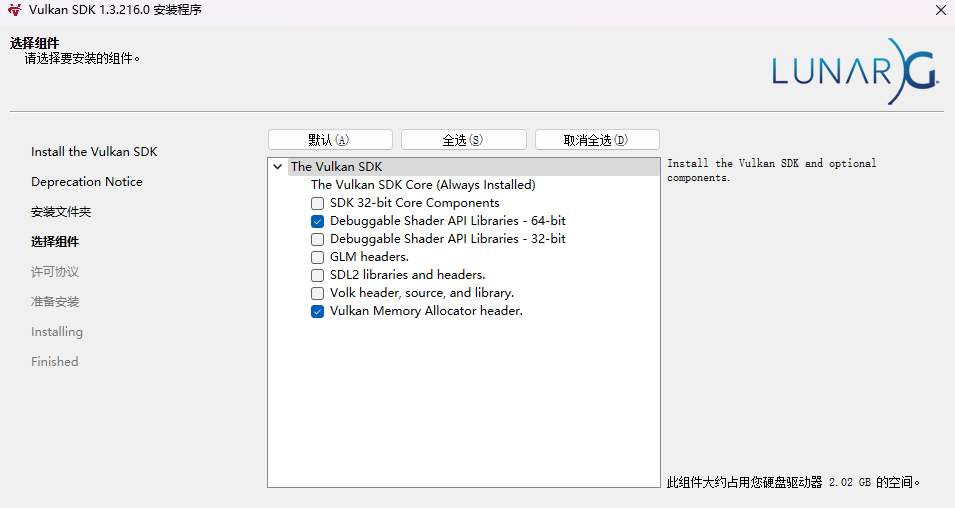 Vulkan SDK 1.3.216.0 安装程序
选择组件
请选择要安装的组件。
LUNARG
Install the Vulkan SDK
Deprecation Notice
安装文件夹
选择组件
许可协议
准备安装
Installing
Finished
默认(A) 全选(S) 取消全选(D)
The Vulkan SDK
The Vulkan SDK Core (Always Installed)
SDK 32-bit Core Components
Debuggable Shader API Libraries - 64-bit
Debuggable Shader API Libraries - 32-bit
GLM headers.
SDL2 libraries and headers.
Volk header, source, and library.
Vulkan Memory Allocator header.
Install the Vulkan SDK and optional
components.
此组件大约占用您硬盘驱动器 2.02 GB 的空间。